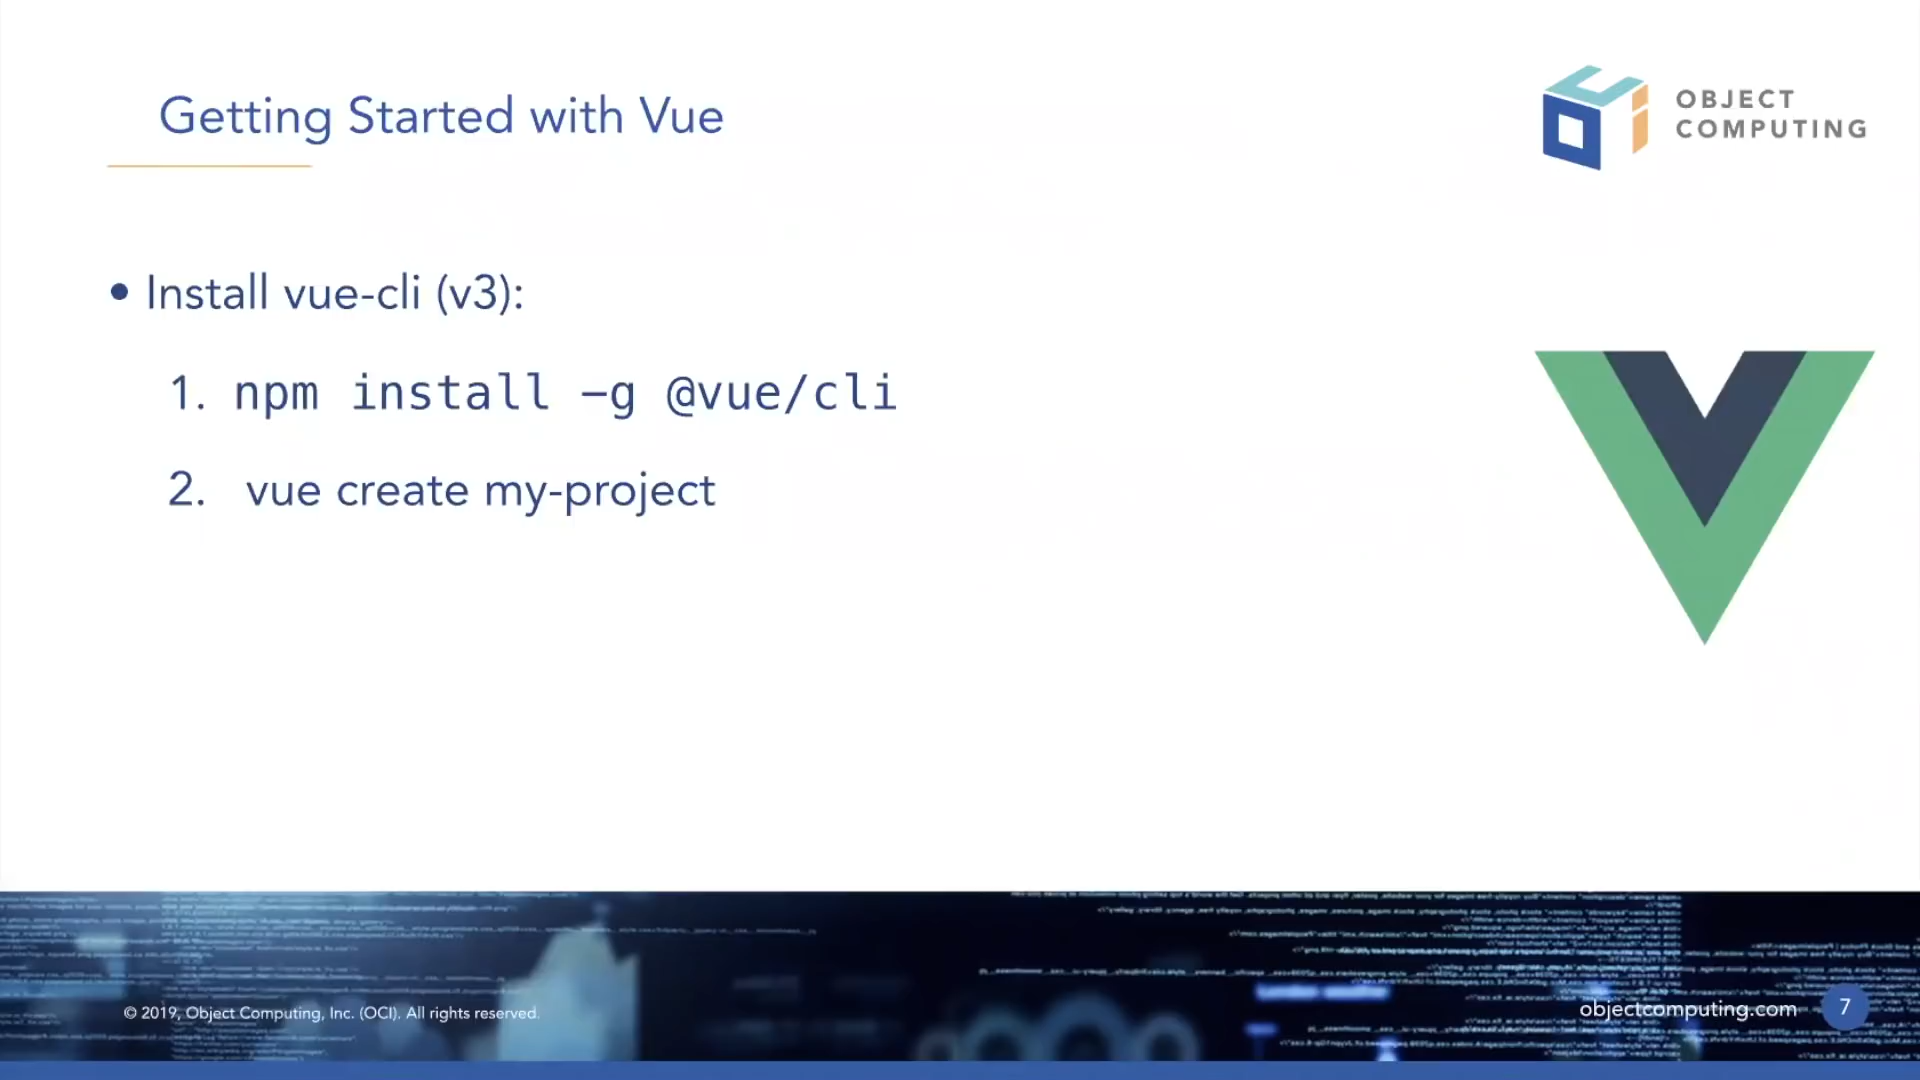 Getting Started with Vue
OBJECT
COMPUTING
• Install vue-cli (v3):
1. npm install -g @vue/cli
2. vue create my-project
© 2019, Object Computing, Inc. (OCI). All rights reserved.
objectcomputing.com
7